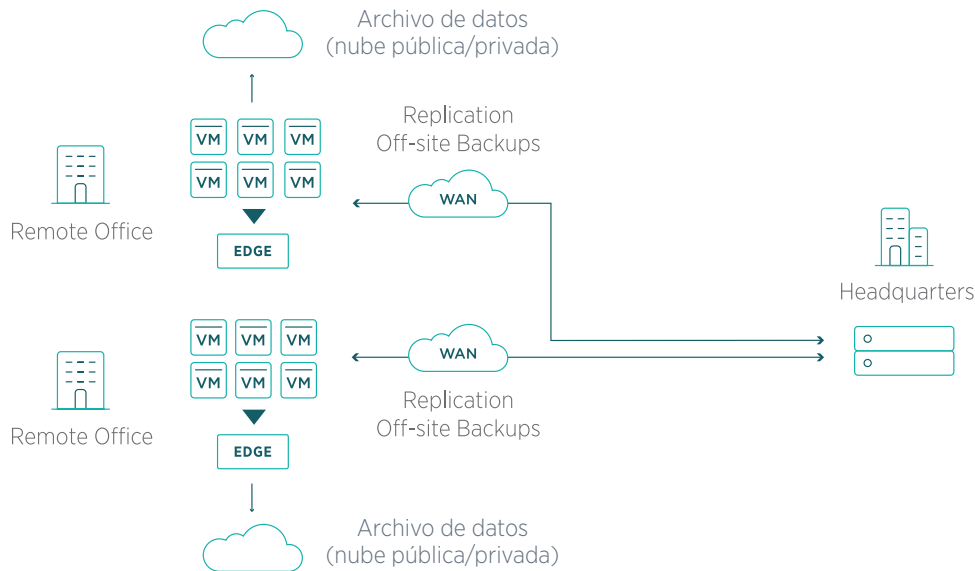 Archivo de datos
(nube pública/privada)
VM VM VM
Replication
Off-site Backups
VM VM VM
WAN
Remote Office
EDGE
Headquarters
VM VM VM
WAN
VM VM VM
Replication
Off-site Backups
Remote Office
EDGE
Archivo de datos
(nube pública/privada)